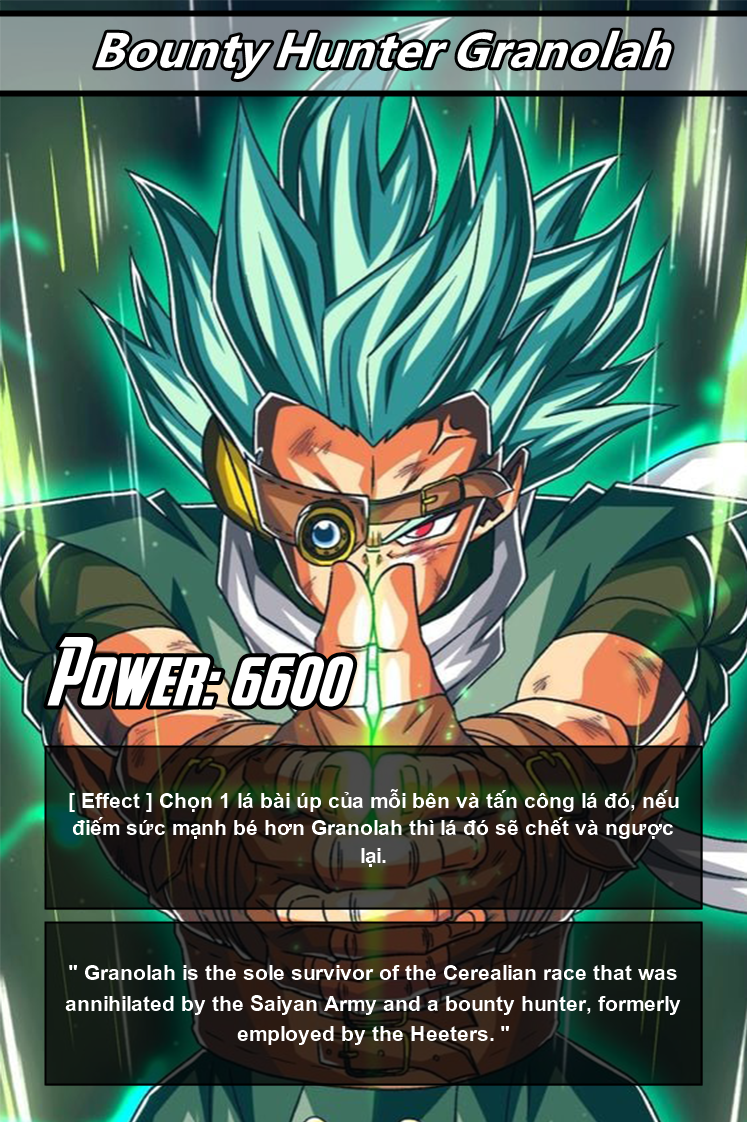 Bounty Hunter Granolah
Power: 6600
[ Effect ] Chọn 1 lá bài úp của mỗi bên và tấn công lá đó, nếu
điếm sức mạnh bé hơn Granolah thì lá đó sẽ chết và ngược
lại.
" Granolah is the sole survivor of the Cerealian race that was
annihilated by the Saiyan Army and a bounty hunter, formerly
employed by the Heeters. "